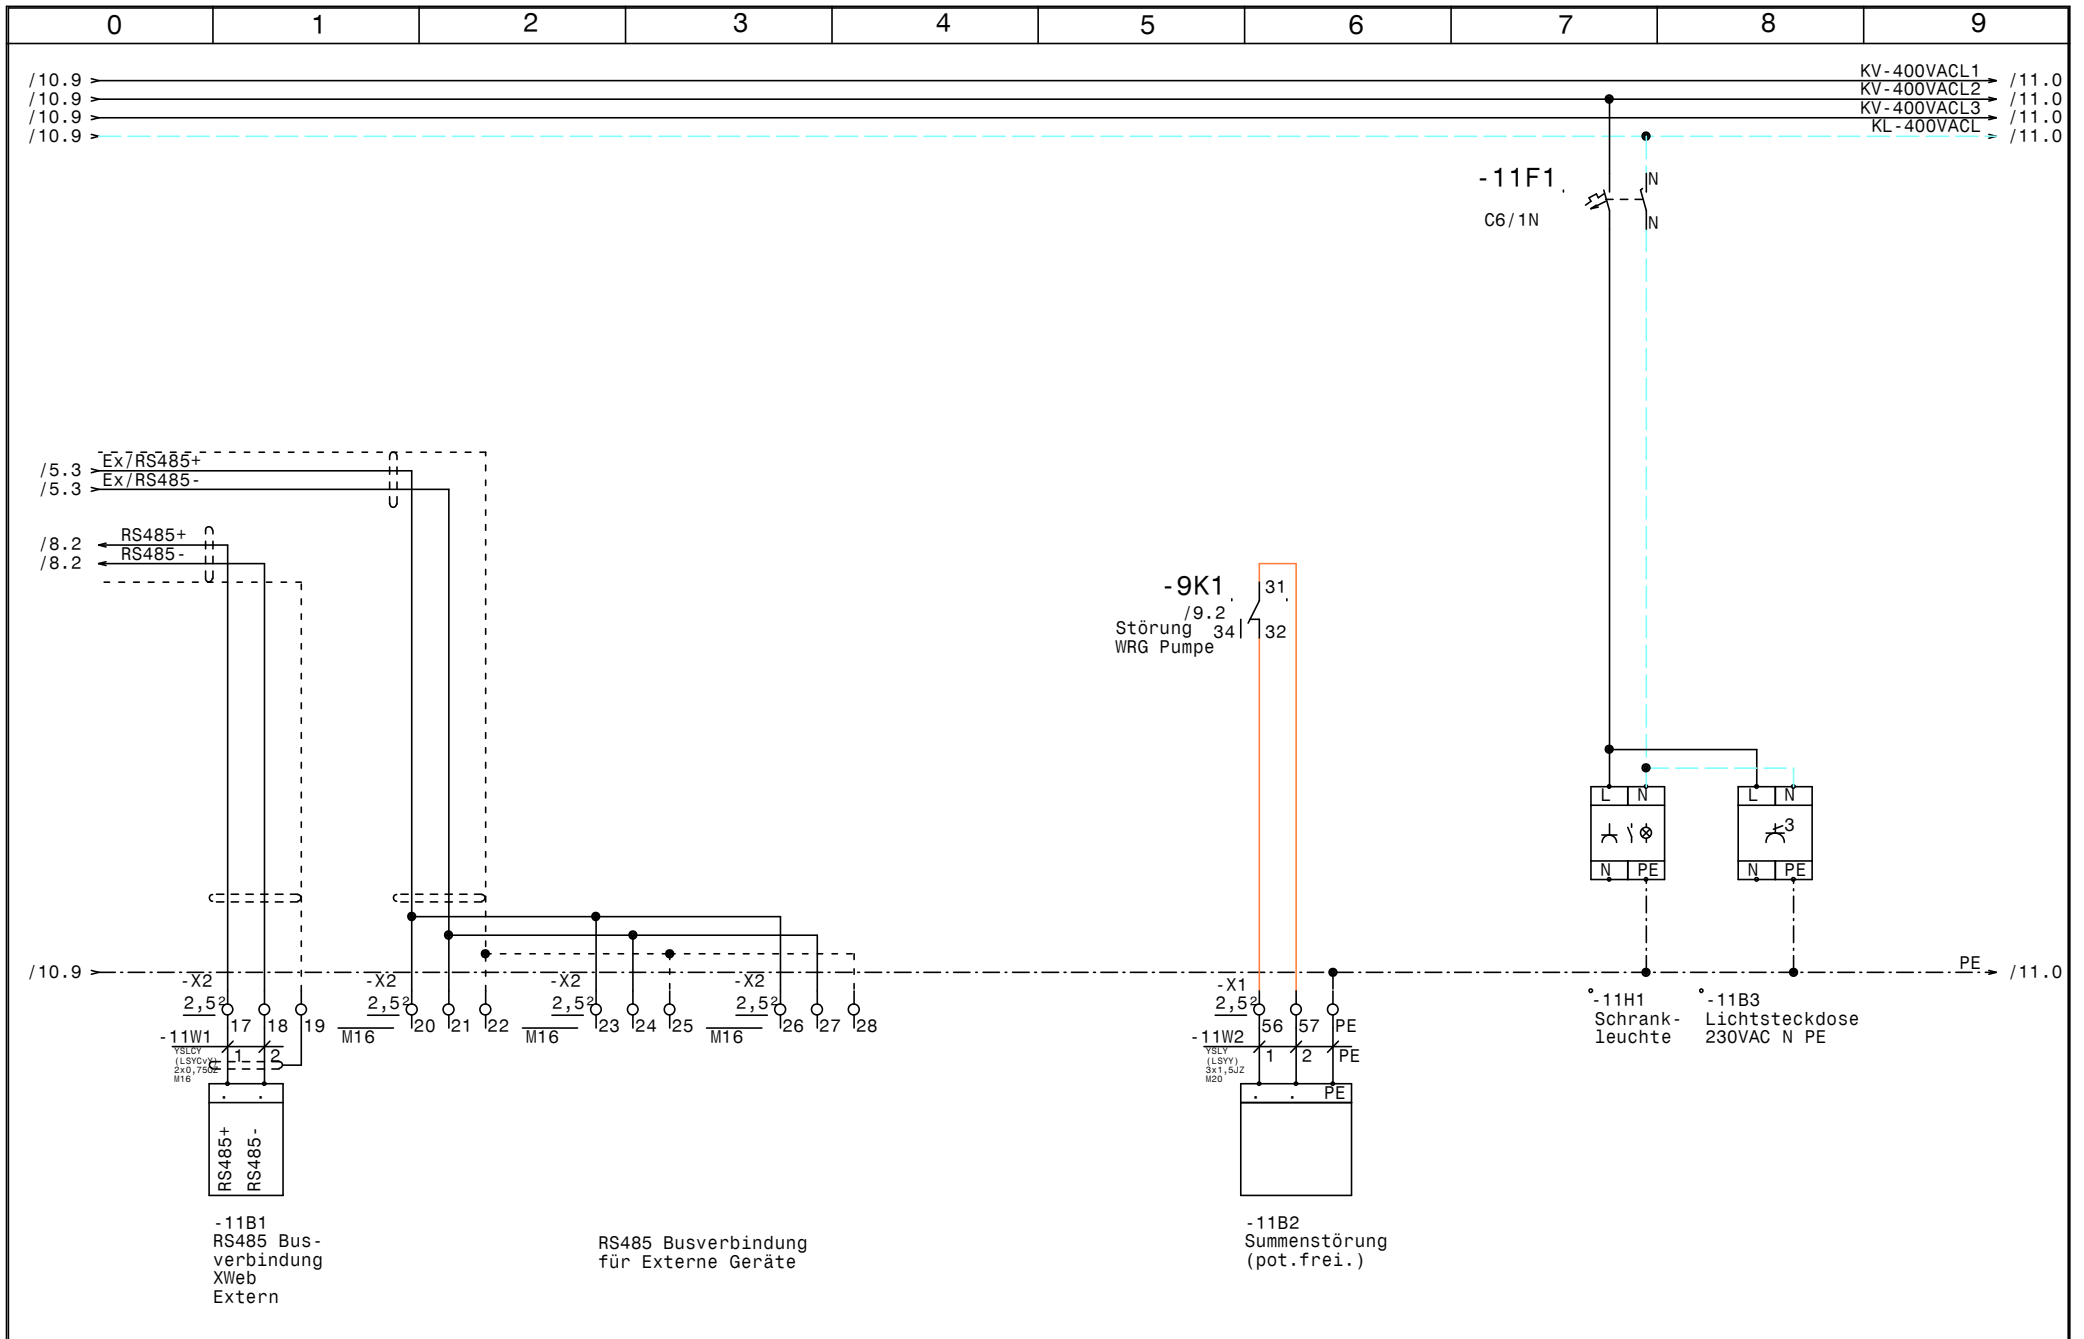 0 1 2 3 4 5 6 7 8 9
/10.9 KV-400VACL1 /11.0
/10.9 KV-400VACL2 /11.0
/10.9 KV-400VACL3 /11.0
/10.9 KL-400VACL /11.0
-11F1 N
C6/1N N
/5.3 Ex/RS485+
/5.3 Ex/RS485-
/8.2 RS485+
/8.2 RS485-
-9K1 31
/9.2
Störung 34 32
WRG Pumpe
L N L N
3
N PE N PE
/10.9 PE /11.0
-X2 -X2 -X2 -X2 -X1
2,5² 2,5² 2,5² 2,5² 2,5²
17 18 19 20 21 22 23 24 25 26 27 28 56 57 PE
M16 M16 M16
-11H1
Schrank-
leuchte
-11B3
Lichtsteckdose
230VAC N PE
-11W1 1 2
YSLCY
M16
-11W2 1 2 PE
YSLY
(LSYY)
3x1,5JZ
M20
. . . . PE
RS485+
RS485-
-11B1
RS485 Bus-
verbindung
XWeb
Extern
RS485 Busverbindung
für Externe Geräte
-11B2
Summenstörung
(pot.frei.)